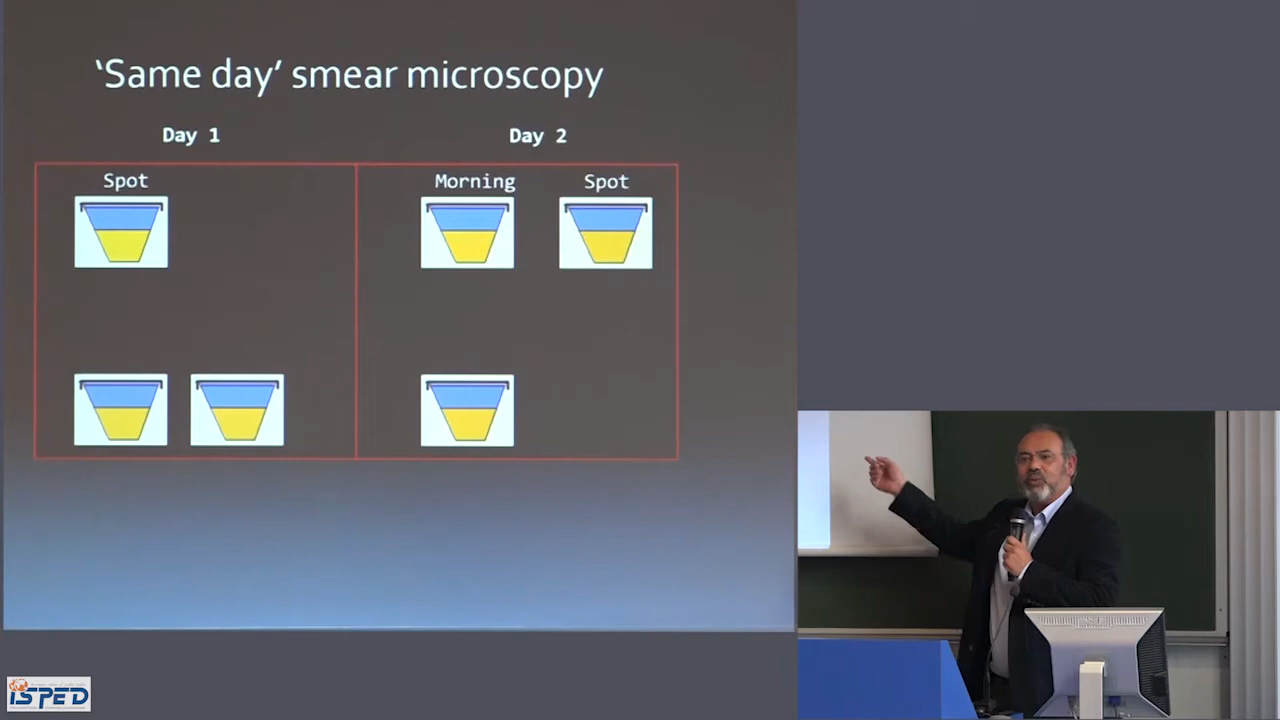 ‘Same day’ smear microscopy
Day 1
Day 2
Spot
Morning
Spot
ISPED